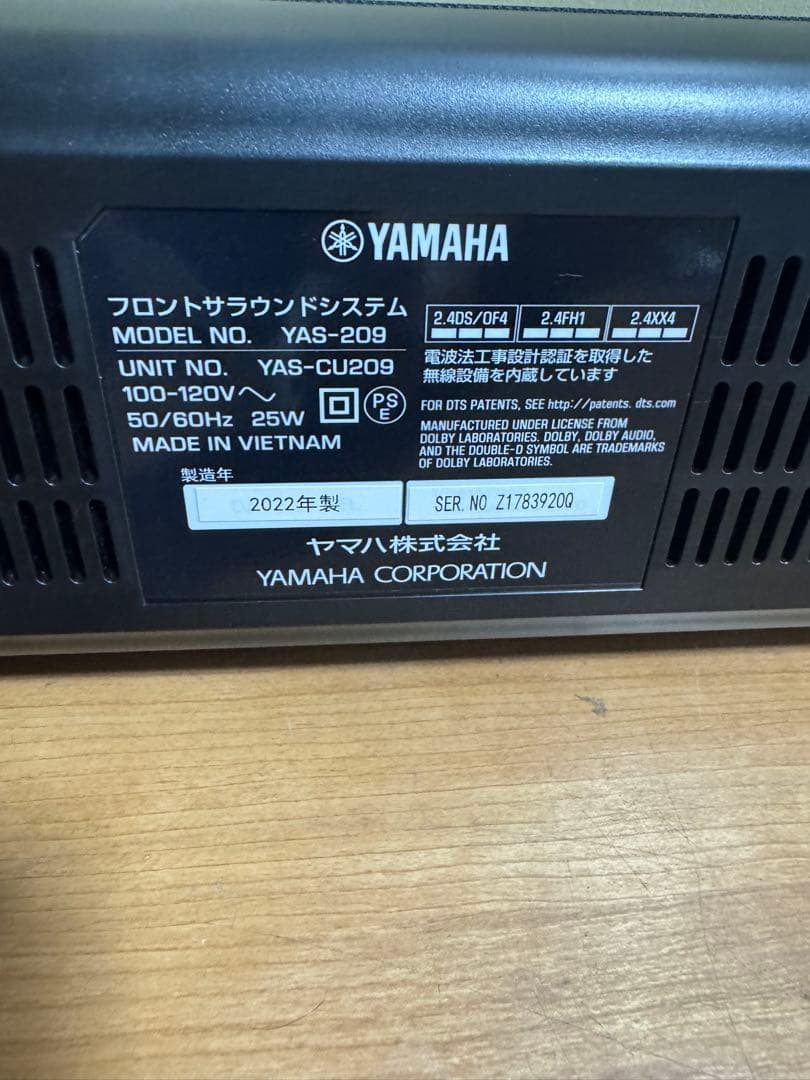 YAMAHA
フロントサラウンドシステム
MODEL NO. YAS-209
UNIT NO. YAS-CU209
100-120V～
50/60Hz 25W
PS
E
MADE IN VIETNAM
2.4DS/OF4 2.4FH1 2.4XX4
電波法工事設計認証を取得した
無線設備を内蔵しています
FOR DTS PATENTS, SEE http://patents. dts.com
MANUFACTURED UNDER LICENSE FROM
DOLBY LABORATORIES. DOLBY, DOLBY AUDIO,
AND THE DOUBLE-D SYMBOL ARE TRADEMARKS
OF DOLBY LABORATORIES.
製造年
2022年製
SER. NO Z1783920Q
ヤマハ株式会社
YAMAHA CORPORATION